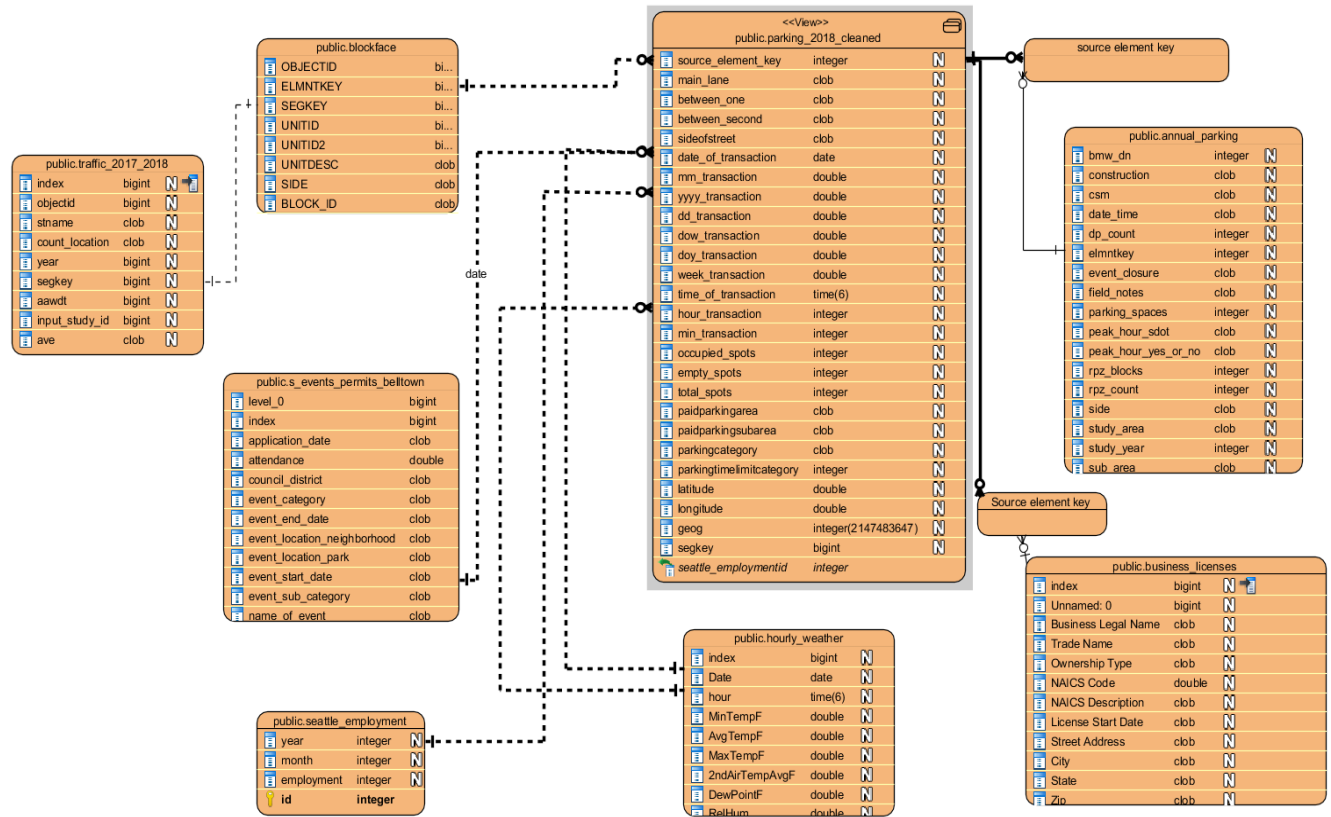 <<View>>
public.parking_2018_cleaned
source_element_key integer N
main_lane clob N
between_one clob N
between_second clob N
sideofstreet clob N
date_of_transaction date N
mm_transaction double N
yyyy_transaction double N
dd_transaction double N
dow_transaction double N
doy_transaction double N
week_transaction double N
time_of_transaction time(6) N
hour_transaction integer N
min_transaction integer N
occupied_spots integer N
empty_spots integer N
total_spots integer N
paidparkingarea clob N
paidparkingsubarea clob N
parkingcategory clob N
parkingtimelimitcategory integer N
latitude double N
longitude double N
geog integer(2147483647) N
segkey bigint N
seattle_employmentid integer
public.blockface
OBJECTID bi...
ELMNTKEY bi...
SEGKEY bi...
UNITID bi...
UNITID2 bi...
UNITDESC clob
SIDE clob
BLOCK_ID clob
public.traffic_2017_2018
index bigint N
objectid bigint N
stname clob N
count_location clob N
year bigint N
segkey bigint N
aawdt bigint N
input_study_id bigint N
ave clob N
date
public.s_events_permits_belltown
level_0 bigint
index bigint
application_date clob
attendance double
council_district clob
event_category clob
event_end_date clob
event_location_neighborhood clob
event_location_park clob
event_start_date clob
event_sub_category clob
name_of_event clob
public.seattle_employment
year integer N
month integer N
employment integer N
id integer
public.hourly_weather
index bigint N
Date date N
hour time(6) N
MinTempF double N
AvgTempF double N
MaxTempF double N
2ndAirTempAvgF double N
DewPointF double N
RelHum double N
source element key
public.annual_parking
bmw_dn integer N
construction clob N
csm clob N
date_time clob N
dp_count integer N
elmntkey integer N
event_closure clob N
field_notes clob N
parking_spaces integer N
peak_hour_sdot clob N
peak_hour_yes_or_no clob N
rpz_blocks integer N
rpz_count integer N
side clob N
study_area clob N
study_year integer N
sub_area clob N
Source element key
public.business_licenses
index bigint N
Unnamed: 0 bigint N
Business Legal Name clob N
Trade Name clob N
Ownership Type clob N
NAICS Code double N
NAICS Description clob N
License Start Date clob N
Street Address clob N
City clob N
State clob N
Zip clob N